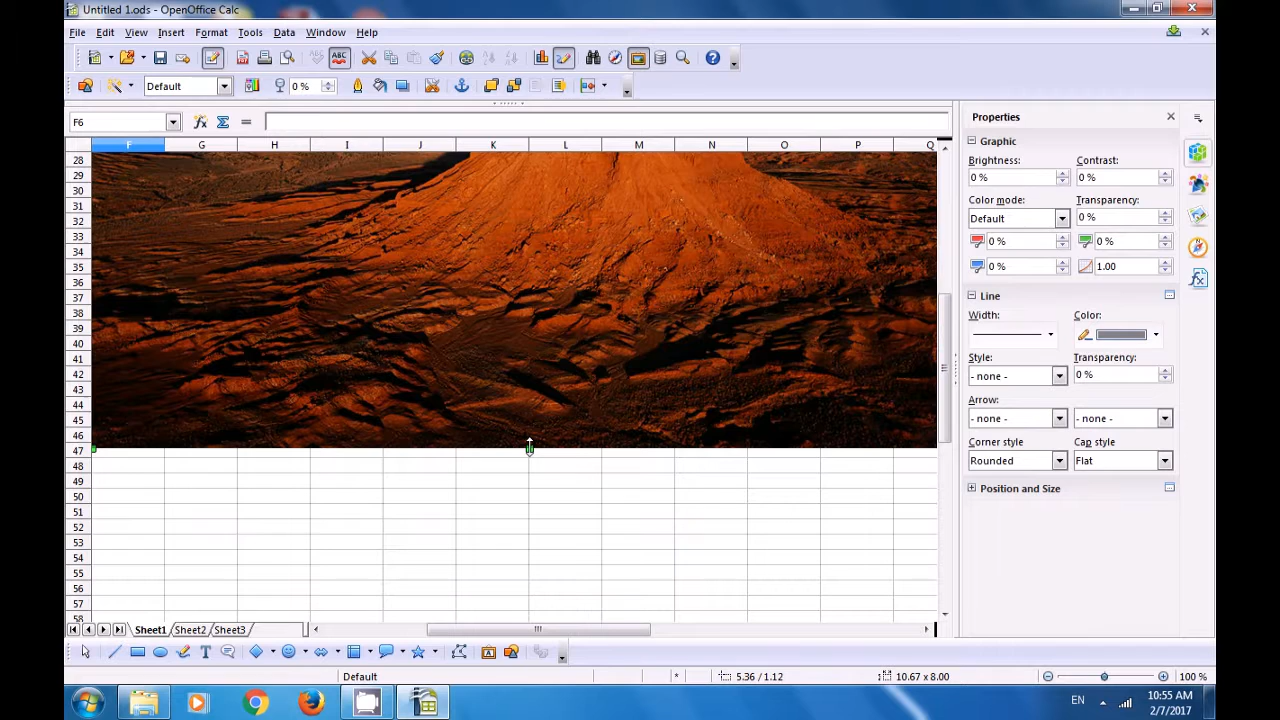 Untitled 1.ods - OpenOffice Calc
File Edit View Insert Format Tools Data Window Help
Default 0 %
F6
Properties
Graphic
Brightness: Contrast:
0 % 0 %
Color mode: Transparency:
Default 0 %
0 % 0 %
0 % 1.00
Line
Width: Color:
Style: Transparency:
- none - 0 %
Arrow:
- none - - none -
Corner style Cap style
Rounded Flat
Position and Size
F G H I J K L M N O P Q
28
29
30
31
32
33
34
35
36
37
38
39
40
41
42
43
44
45
46
47
48
49
50
51
52
53
54
55
56
57
58
Sheet1 Sheet2 Sheet3
Default * 5.36 / 1.12 10.67 x 8.00 100 %
EN 10:55 AM
2/7/2017